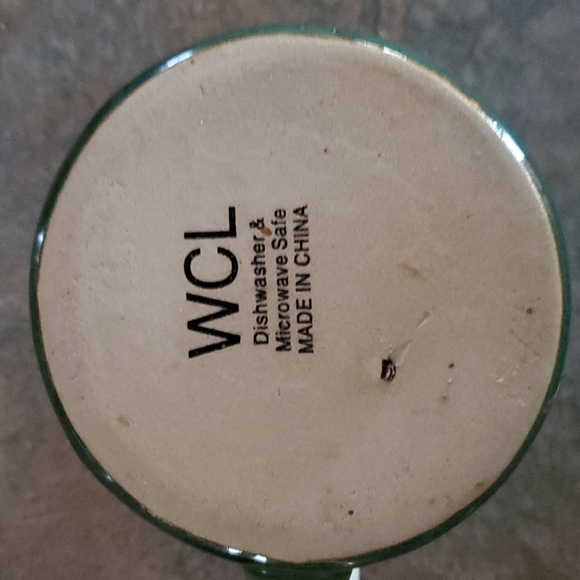 WCL
Dishwasher &
Microwave Safe
MADE IN CHINA